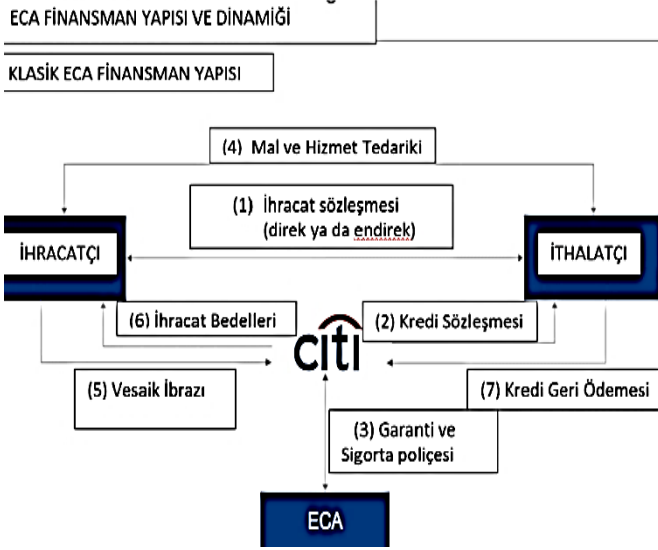 ECA FİNANSMAN YAPISI VE DİNAMİĞİ
KLASİK ECA FİNANSMAN YAPISI
(4) Mal ve Hizmet Tedariki
(1) İhracat sözleşmesi
(direk ya da endirek)
İHRACATÇI
İTHALATÇI
(6) İhracat Bedelleri
(2) Kredi Sözleşmesi
citi
(5) Vesaik İbrazı
(7) Kredi Geri Ödemesi
(3) Garanti ve
Sigorta poliçesi
ECA